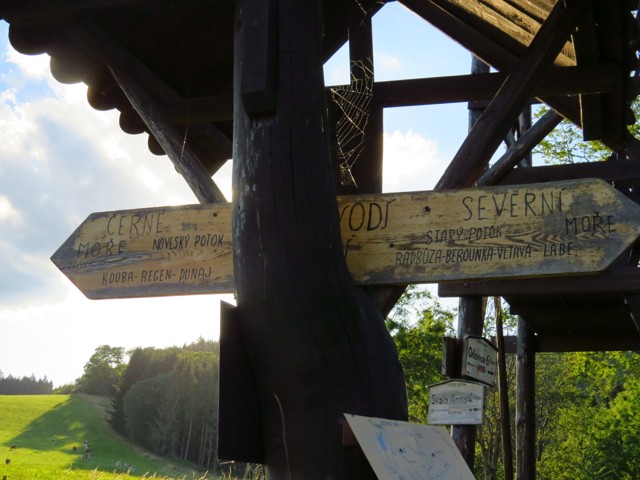 ČERNÉ
MOŘE NOVESKÝ POTOK
KOUBA-REGEN-DUNAJ
VODÍ
SEVERNÍ
STARÝ-POTOK MOŘE
RADBUZA-BEROUNKA-VLTAVA-LABE